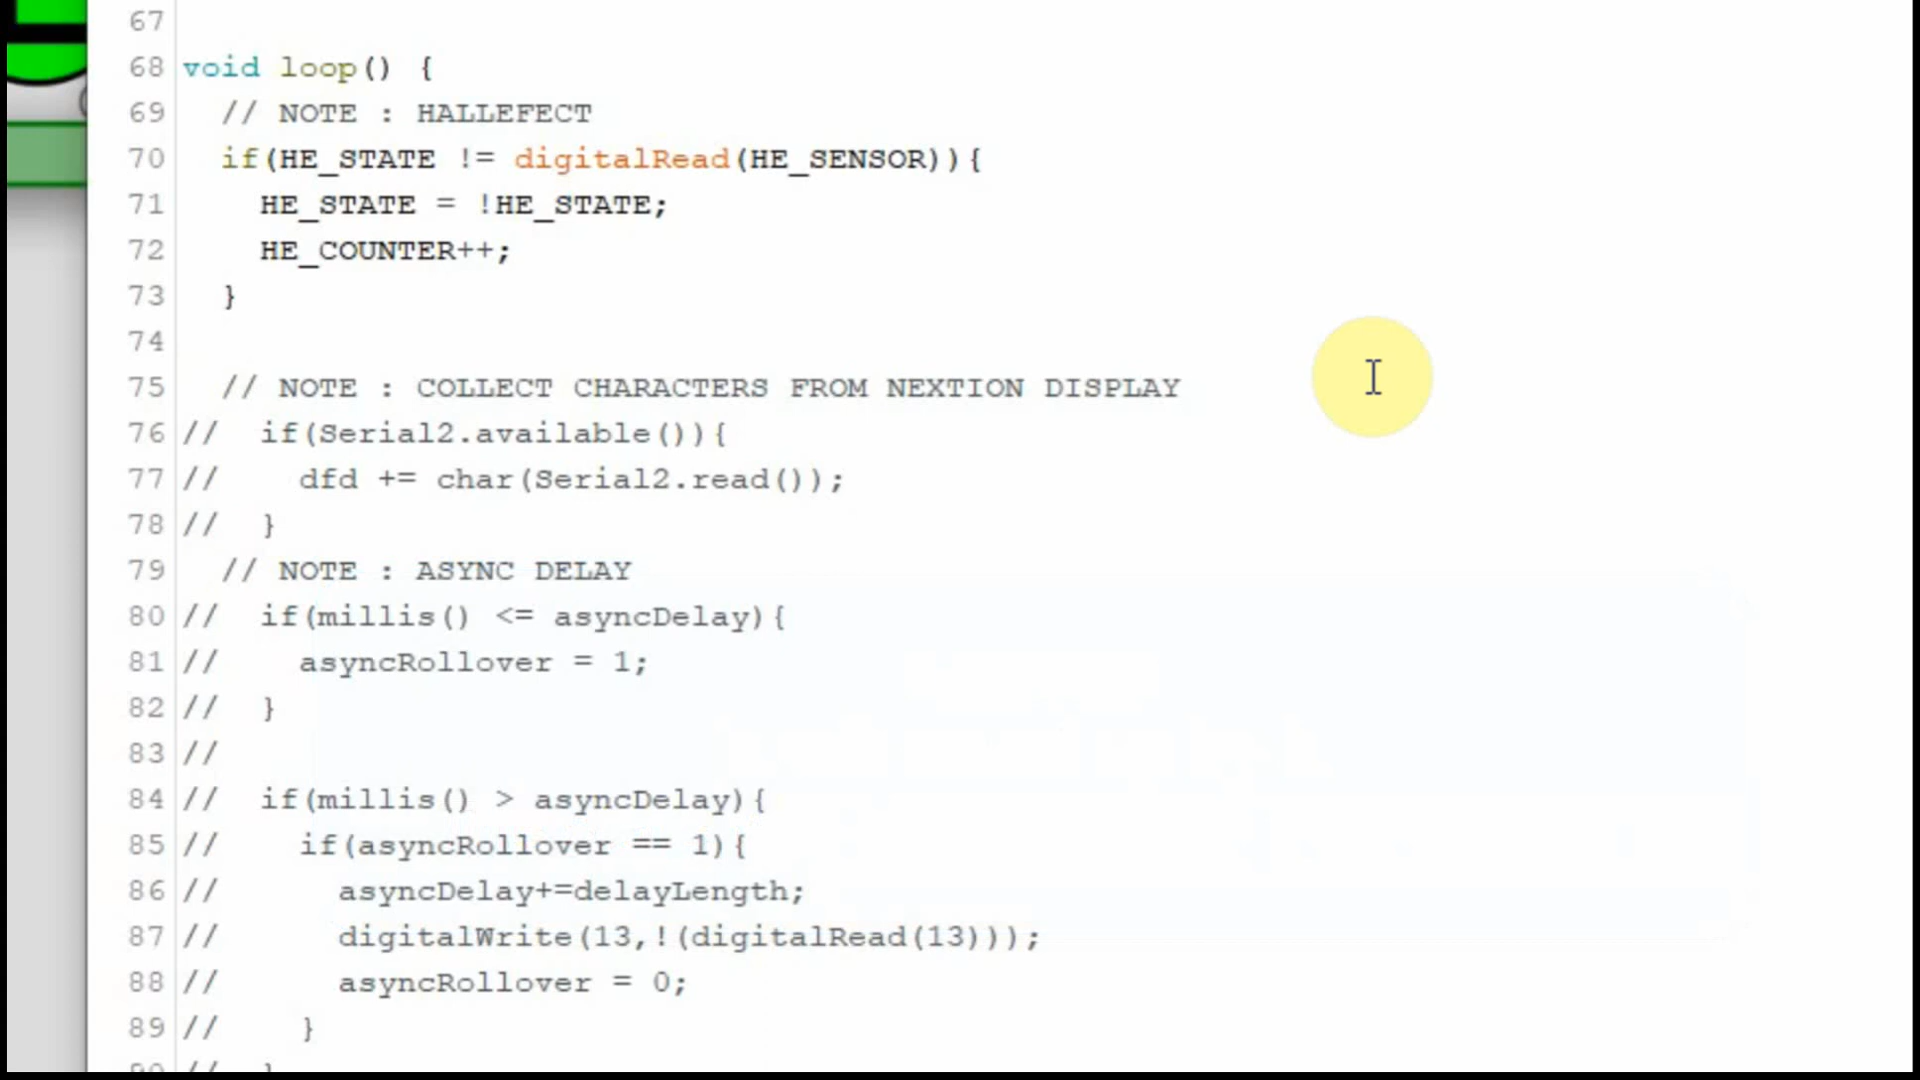 67
68 void loop() {
69 // NOTE : HALLEFECT
70 if(HE_STATE != digitalRead(HE_SENSOR)){
71 HE_STATE = !HE_STATE;
72 HE_COUNTER++;
73 }
74
75 // NOTE : COLLECT CHARACTERS FROM NEXTION DISPLAY
76 // if(Serial2.available()){
77 // dfd += char(Serial2.read());
78 // }
79 // NOTE : ASYNC DELAY
80 // if(millis() <= asyncDelay){
81 // asyncRollover = 1;
82 // }
83 //
84 // if(millis() > asyncDelay){
85 // if(asyncRollover == 1){
86 // asyncDelay+=delayLength;
87 // digitalWrite(13,!(digitalRead(13)));
88 // asyncRollover = 0;
89 // }